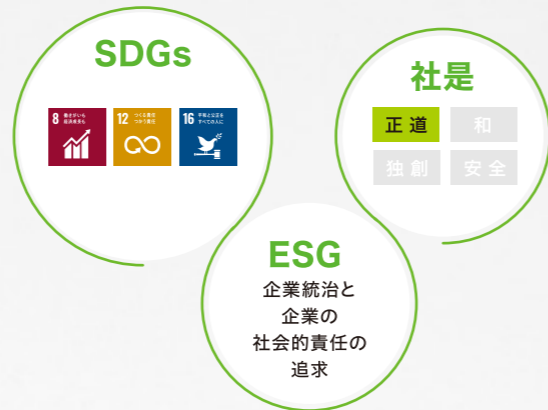 SDGs
8 働きがいも
経済成長も
12 つくる責任
つかう責任
16 平和と公正を
すべての人に
社是
正道 和
独創 安全
ESG
企業統治と
企業の
社会的責任の
追求